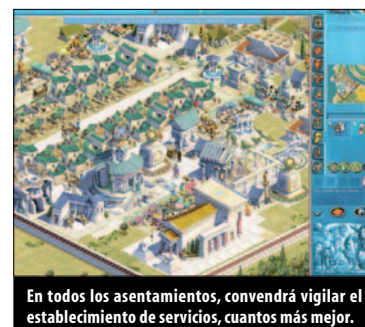 En todos los asentamientos, convendrá vigilar el
establecimiento de servicios, cuantos más mejor.